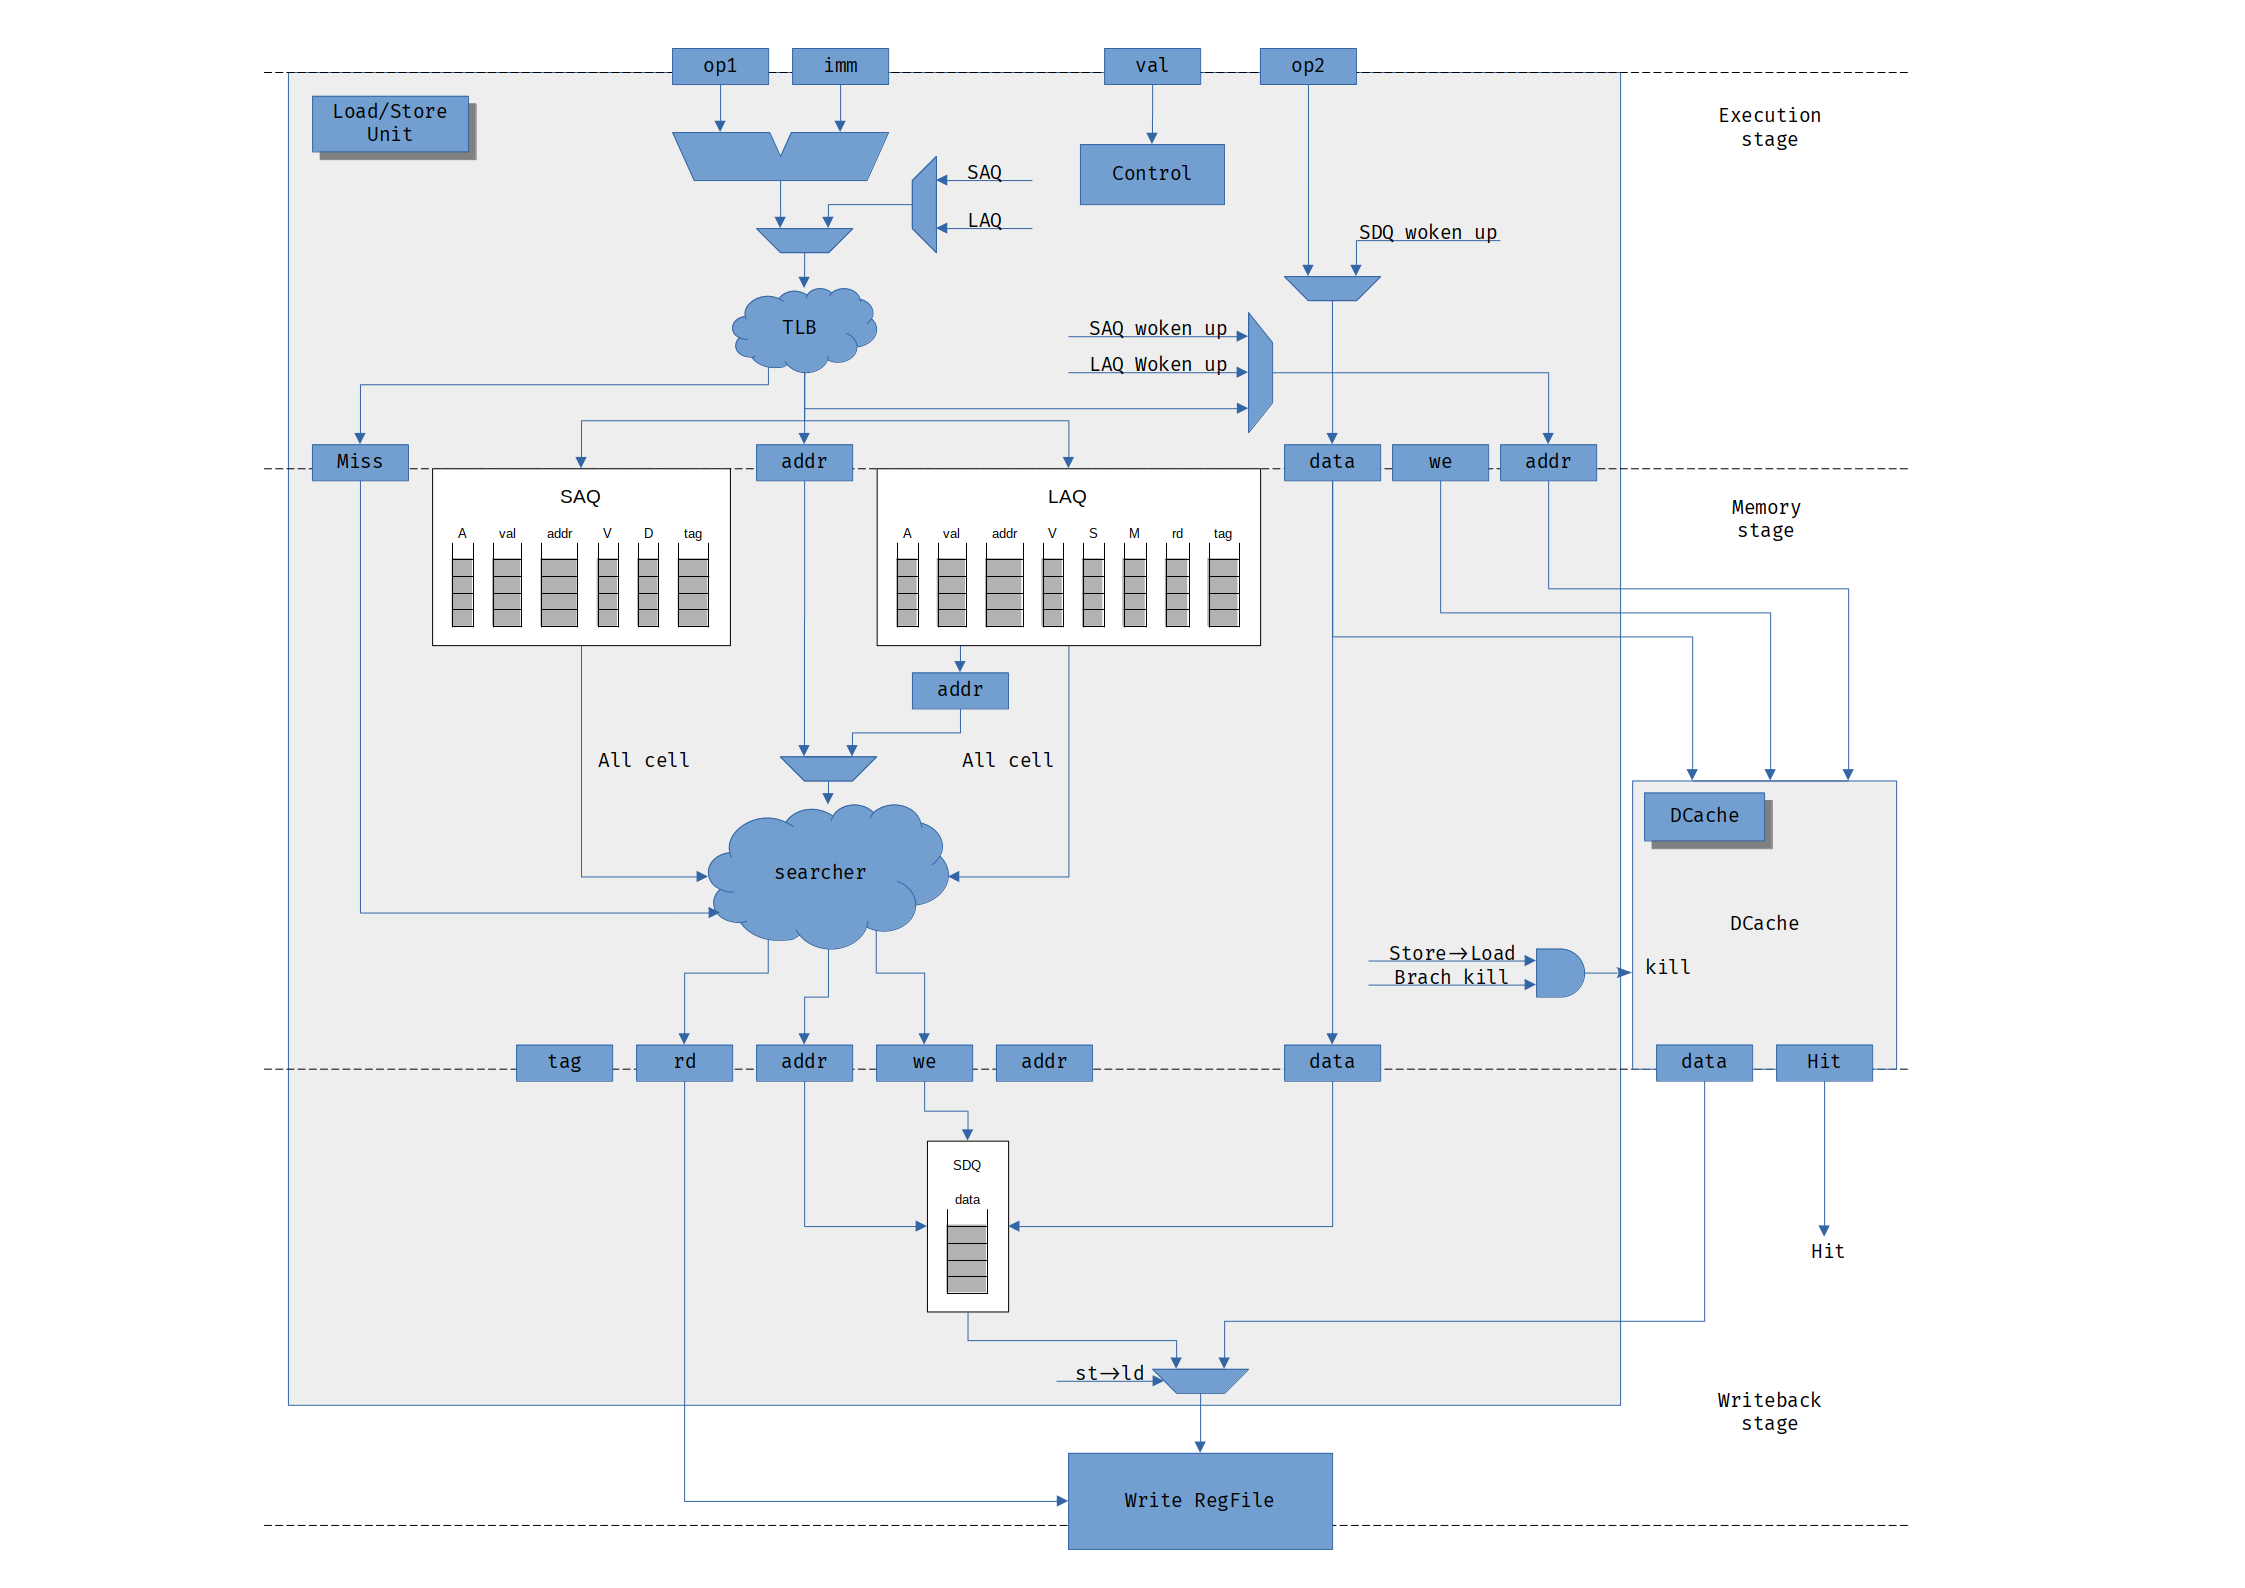 op1
imm
val
op2
Load/Store
Unit
Execution
stage
SAQ
LAQ
Control
SDQ woken up
TLB
SAQ woken up
LAQ Woken up
Miss
addr
data
we
addr
SAQ
A val addr V D tag
LAQ
A val addr V S M rd tag
Memory
stage
addr
All cell
All cell
searcher
DCache
DCache
Store→Load
Brach kill
kill
tag
rd
addr
we
addr
data
data
Hit
SDQ
data
Hit
st→ld
Writeback
stage
Write RegFile